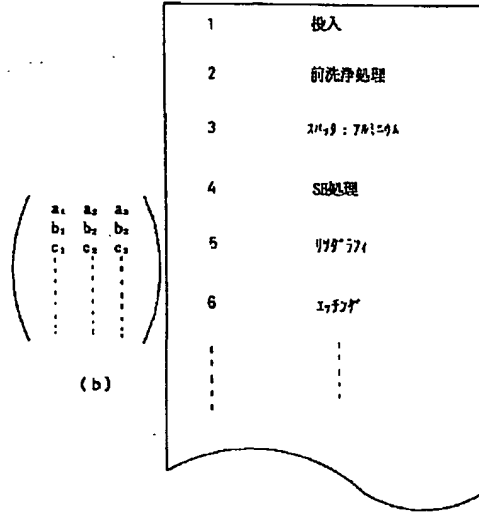 1 投入
2 前洗浄処理
3 スパッタ：アルミニウム
4 SEI処理
5 リソグラフィ
6 エッチング
a₁ a₂ a₃
b₁ b₂ b₃
c₁ c₂ c₃
(b)